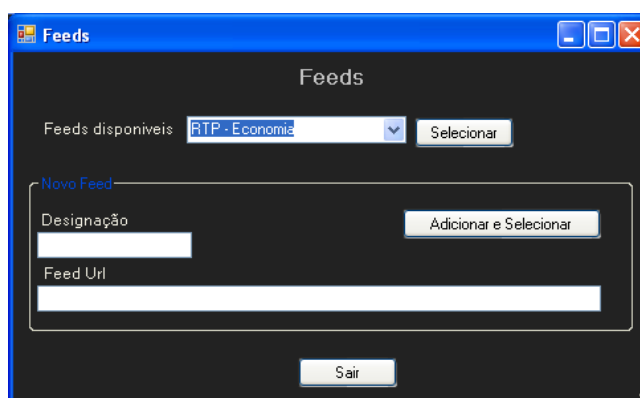 Feeds
Feeds
Feeds disponiveis RTP - Economia Selecionar
Novo Feed
Designação Adicionar e Selecionar
Feed Url
Sair